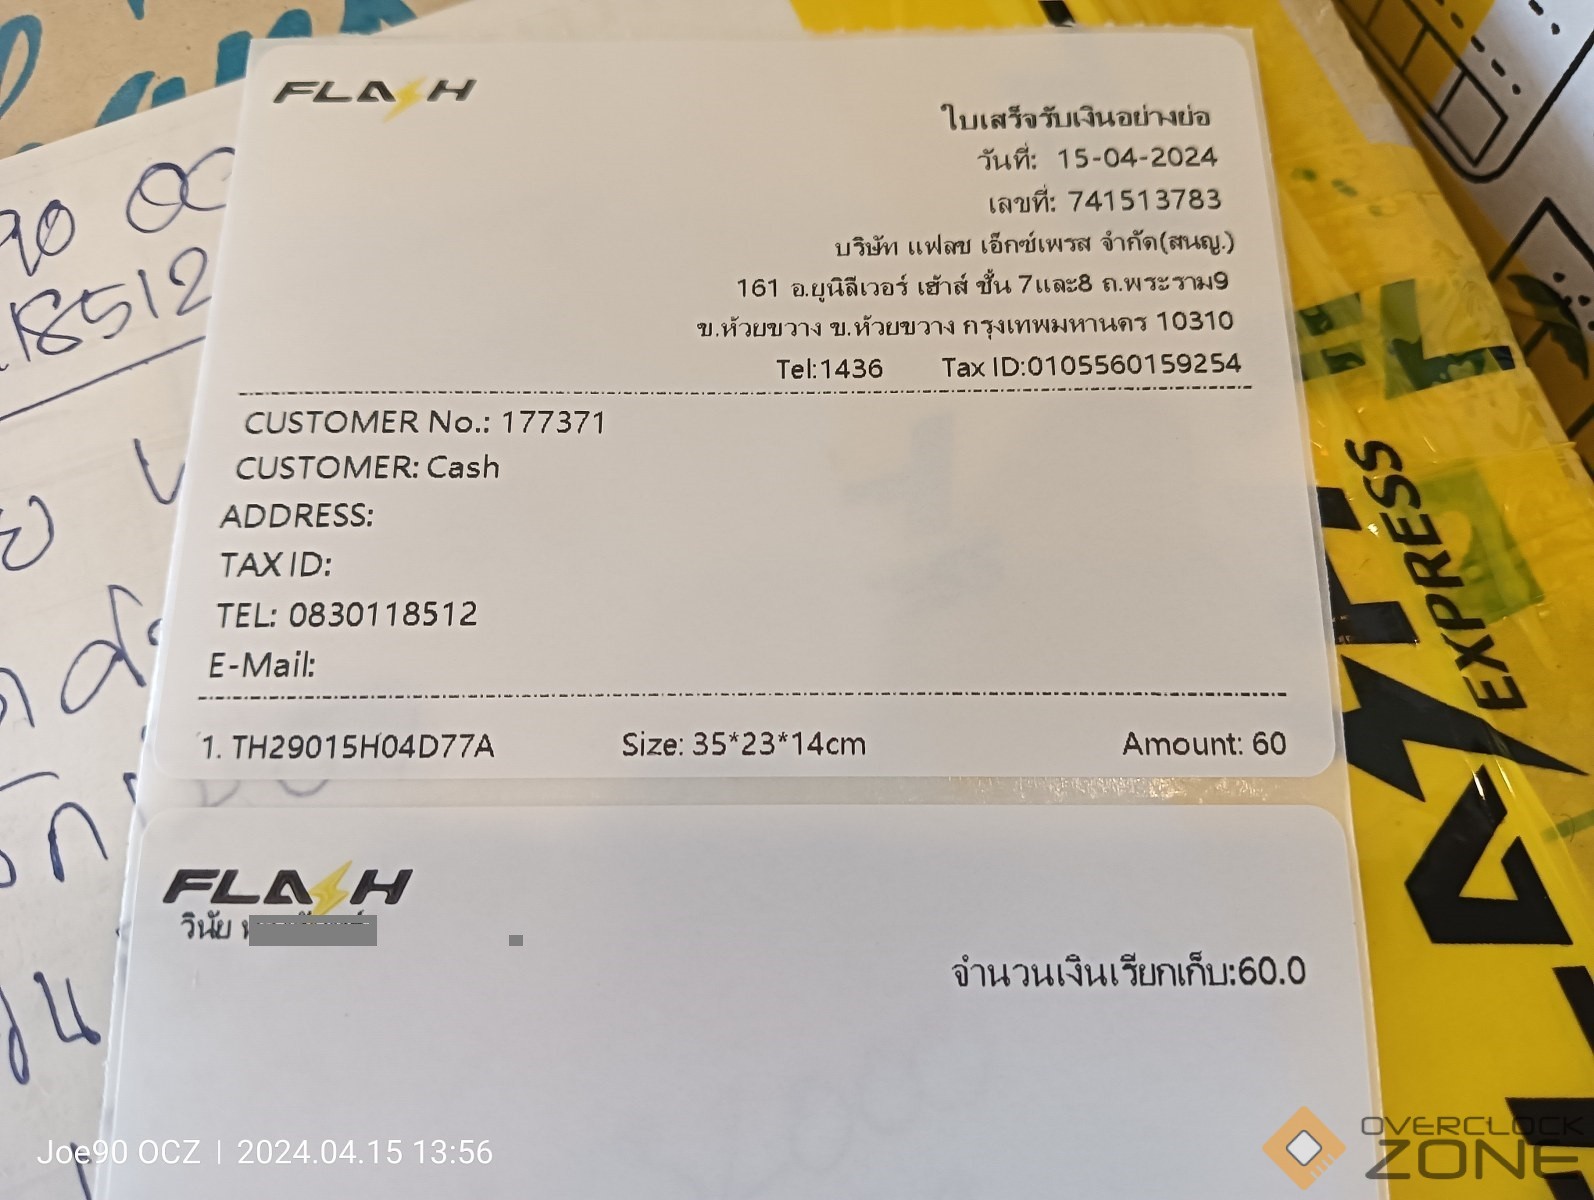 FLASH
ใบเสร็จรับเงินอย่างย่อ
วันที่: 15-04-2024
เลขที่: 741513783
บริษัท แฟลช เอ็กซ์เพรส จำกัด(สนญ.)
161 อ.ยูนิลีเวอร์ เฮ้าส์ ชั้น 7และ8 ถ.พระราม9
ข.ห้วยขวาง ข.ห้วยขวาง กรุงเทพมหานคร 10310
Tel:1436 Tax ID:0105560159254
CUSTOMER No.: 177371
CUSTOMER: Cash
ADDRESS:
TAX ID:
TEL: 0830118512
E-Mail:
1. TH29015H04D77A Size: 35*23*14cm Amount: 60
FLASH
วินัย
จำนวนเงินเรียกเก็บ:60.0
90 OC
18512
EXPRESS
Joe90 OCZ | 2024.04.15 13:56
OVERCLOCK
ZONE